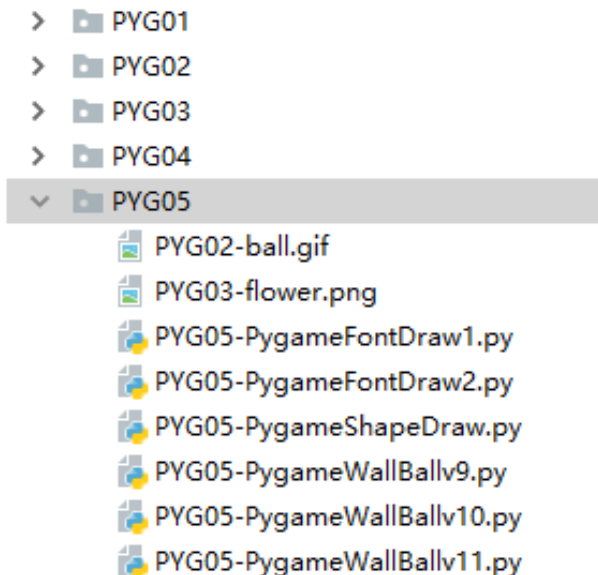 PYG01
PYG02
PYG03
PYG04
PYG05
PYG02-ball.gif
PYG03-flower.png
PYG05-PygameFontDraw1.py
PYG05-PygameFontDraw2.py
PYG05-PygameShapeDraw.py
PYG05-PygameWallBallv9.py
PYG05-PygameWallBallv10.py
PYG05-PygameWallBallv11.py